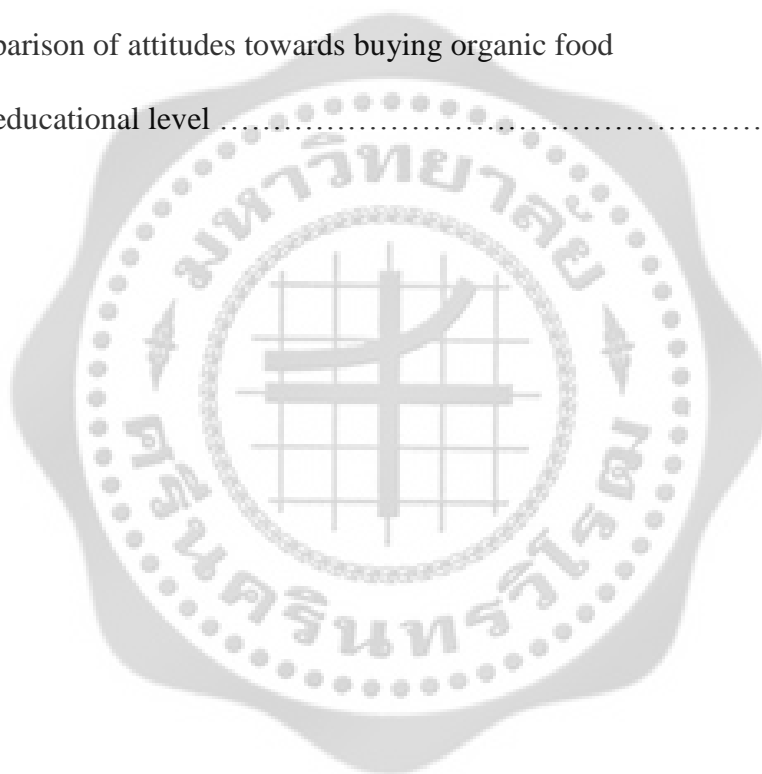 parison of attitudes towards buying organic food
educational level ……………………………………………
มหาวิทยาลัย
ศรีนครินทรวิโรฒ